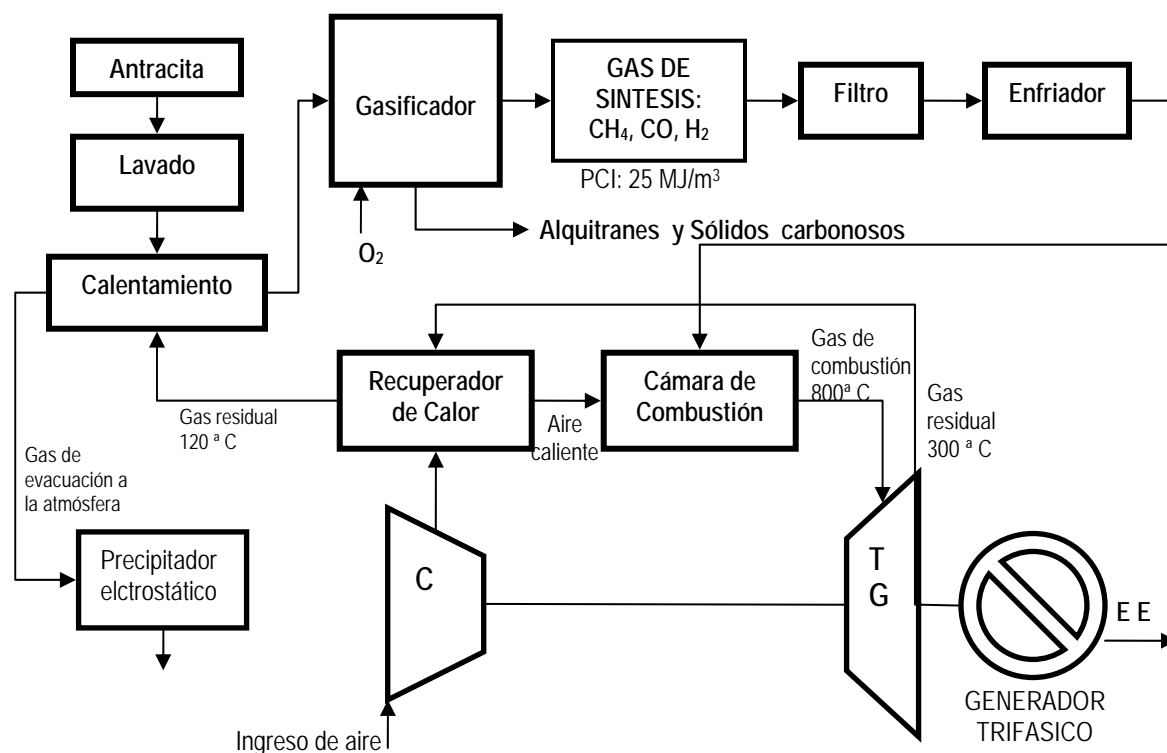 Antracita
Lavado
Calentamiento
Gasificador
O₂
GAS DE
SINTESIS:
CH₄, CO, H₂
PCI: 25 MJ/m³
Filtro
Enfriador
Alquitranes y Sólidos carbonosos
Recuperador
de Calor
Aire
caliente
Cámara de
Combustión
Gas de
combustión
800ª C
Gas
residual
300 ª C
Gas residual
120 ª C
Gas de
evacuación a
la atmósfera
Precipitador
elctrostático
C
T
G
E E
GENERADOR
TRIFASICO
Ingreso de aire